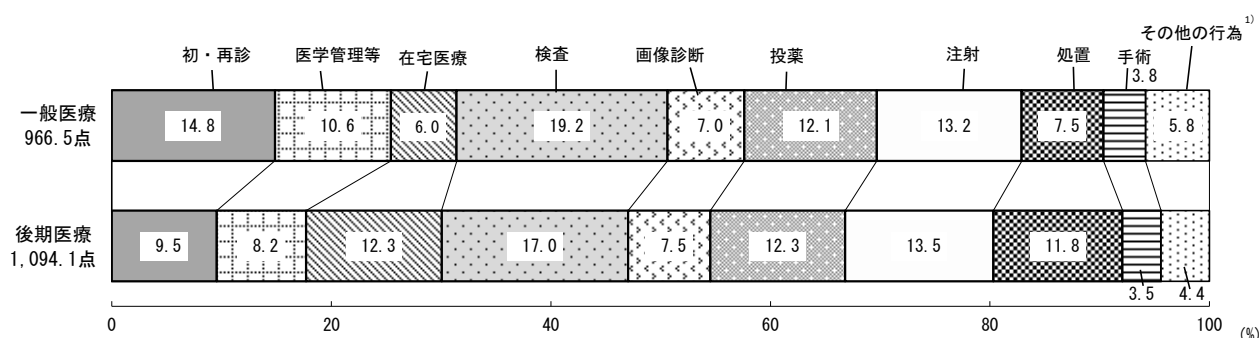 初・再診 医学管理等 在宅医療 検査 画像診断 投薬 注射 処置 手術 その他の行為 1)
3.8
一般医療
966.5点
14.8 10.6 6.0 19.2 7.0 12.1 13.2 7.5 5.8
後期医療
1,094.1点
9.5 8.2 12.3 17.0 7.5 12.3 13.5 11.8
3.5 4.4
0 20 40 60 80 100
(%)